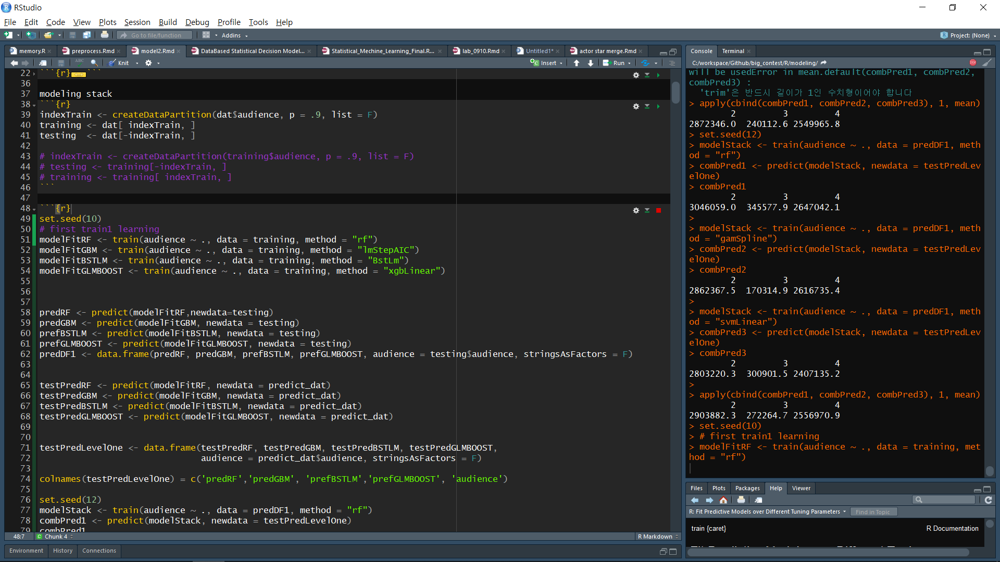 RStudio
File Edit Code View Plots Session Build Debug Profile Tools Help
Go to file/function Addins Project: (None)
memory.R preprocess.Rmd model2.Rmd DataBased Statistical Decision Model... Statistical_Mechine_Learning_Final.R... lab_0910.Rmd Untitled1* actor star merge.Rmd
ABC Knit Insert Run
22 ```{r} ```
36
37 modeling stack
38 ```{r}
39 indexTrain <- createDataPartition(dat$audience, p = .9, list = F)
40 training <- dat[ indexTrain, ]
41 testing  <- dat[-indexTrain, ]
42
43 # indexTrain <- createDataPartition(training$audience, p = .9, list = F)
44 # testing <- training[-indexTrain, ]
45 # training <- training[ indexTrain, ]
46 ```
47
48 ```{r}
49 set.seed(10)
50 # first train1 learning
51 modelFitRF <- train(audience ~ ., data = training, method = "rf")
52 modelFitGBM <- train(audience ~ ., data = training, method = "lmStepAIC")
53 modelFitBSTLM <- train(audience ~ ., data = training, method = "BstLm")
54 modelFitGLMBOOST <- train(audience ~ ., data = training, method = "xgbLinear")
55
56
57
58 predRF <- predict(modelFitRF,newdata=testing)
59 predGBM <- predict(modelFitGBM, newdata = testing)
60 prefBSTLM <- predict(modelFitBSTLM, newdata = testing)
61 prefGLMBOOST <- predict(modelFitGLMBOOST, newdata = testing)
62 predDF1 <- data.frame(predRF, predGBM, prefBSTLM, prefGLMBOOST, audience = testing$audience, stringsAsFactors = F)
63
64
65 testPredRF <- predict(modelFitRF, newdata = predict_dat)
66 testPredGBM <- predict(modelFitGBM, newdata = predict_dat)
67 testPredBSTLM <- predict(modelFitBSTLM, newdata = predict_dat)
68 testPredGLMBOOST <- predict(modelFitGLMBOOST, newdata = predict_dat)
69
70
71 testPredLevelOne <- data.frame(testPredRF, testPredGBM, testPredBSTLM, testPredGLMBOOST,
72 audience = predict_dat$audience, stringsAsFactors = F)
73
74 colnames(testPredLevelOne) = c('predRF','predGBM', 'prefBSTLM','prefGLMBOOST', 'audience')
75
76 set.seed(12)
77 modelStack <- train(audience ~ ., data = predDF1, method = "rf")
78 combPred1 <- predict(modelStack, newdata = testPredLevelOne)
79 combPred1
48:7 Chunk 4 R Markdown
Environment History Connections
Console Terminal
C:/workspace/Github/big_contest/R/modeling/
will be usedError in mean.default(combPred1, combPred2,
combPred3) :
'trim'은 반드시 길이가 1인 수치형이어야 합니다
> apply(cbind(combPred1, combPred2, combPred3), 1, mean)
2 3 4
2872346.0 240112.6 2549965.8
> set.seed(12)
> modelStack <- train(audience ~ ., data = predDF1, meth
od = "rf")
> combPred1 <- predict(modelStack, newdata = testPredLev
elOne)
> combPred1
2 3 4
3046059.0 345577.9 2647042.1
>
> modelStack <- train(audience ~ ., data = predDF1, meth
od = "gamSpline")
> combPred2 <- predict(modelStack, newdata = testPredLev
elOne)
> combPred2
2 3 4
2862367.5 170314.9 2616735.4
>
> modelStack <- train(audience ~ ., data = predDF1, meth
od = "svmLinear")
> combPred3 <- predict(modelStack, newdata = testPredLev
elOne)
> combPred3
2 3 4
2803220.3 300901.5 2407135.2
>
> apply(cbind(combPred1, combPred2, combPred3), 1, mean)
2 3 4
2903882.3 272264.7 2556970.9
> set.seed(10)
> # first train1 learning
> modelFitRF <- train(audience ~ ., data = training, met
hod = "rf")
Files Plots Packages Help Viewer
R: Fit Predictive Models over Different Tuning Parameters Find in Topic
train {caret} R Documentation